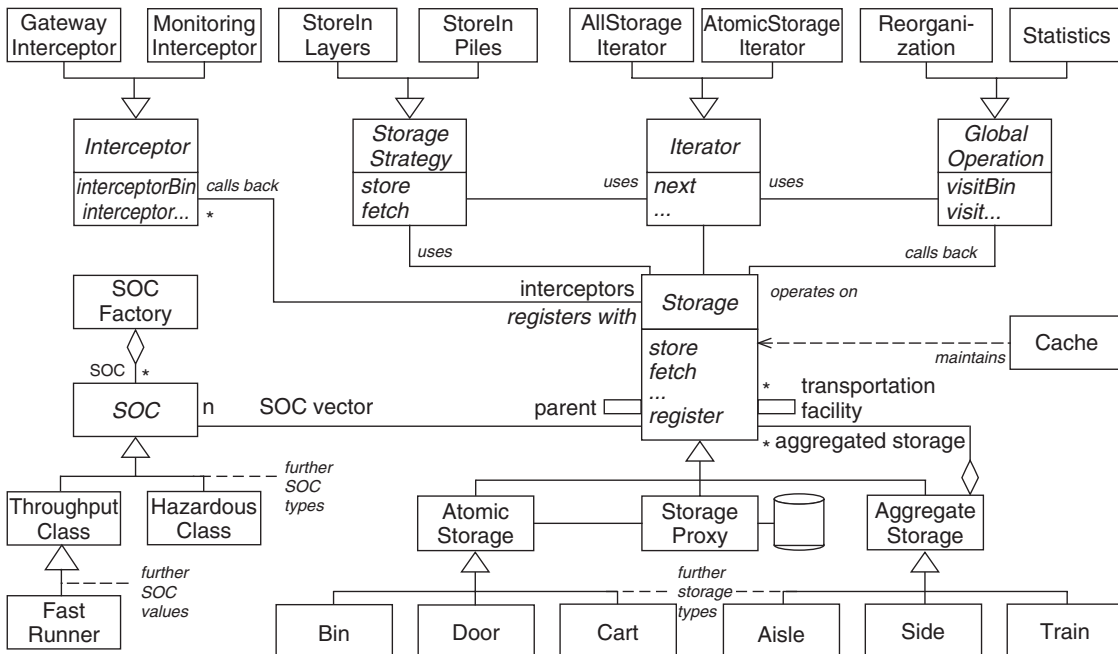 Gateway
Interceptor
Monitoring
Interceptor
StoreIn
Layers
StoreIn
Piles
AllStorage
Iterator
AtomicStorage
Iterator
Reorgani-
zation
Statistics
Interceptor
interceptorBin
interceptor...
calls back
*
Storage
Strategy
store
fetch
uses
Iterator
next
...
uses
Global
Operation
visitBin
visit...
uses
calls back
SOC
Factory
SOC
*
interceptors
registers with
Storage
store
fetch
...
register
operates on
maintains
Cache
SOC
n
SOC vector
parent
*
transportation
facility
* aggregated storage
further
SOC
types
Throughput
Class
Hazardous
Class
Atomic
Storage
Storage
Proxy
Aggregate
Storage
further
SOC
values
Fast
Runner
further
storage
types
Bin
Door
Cart
Aisle
Side
Train